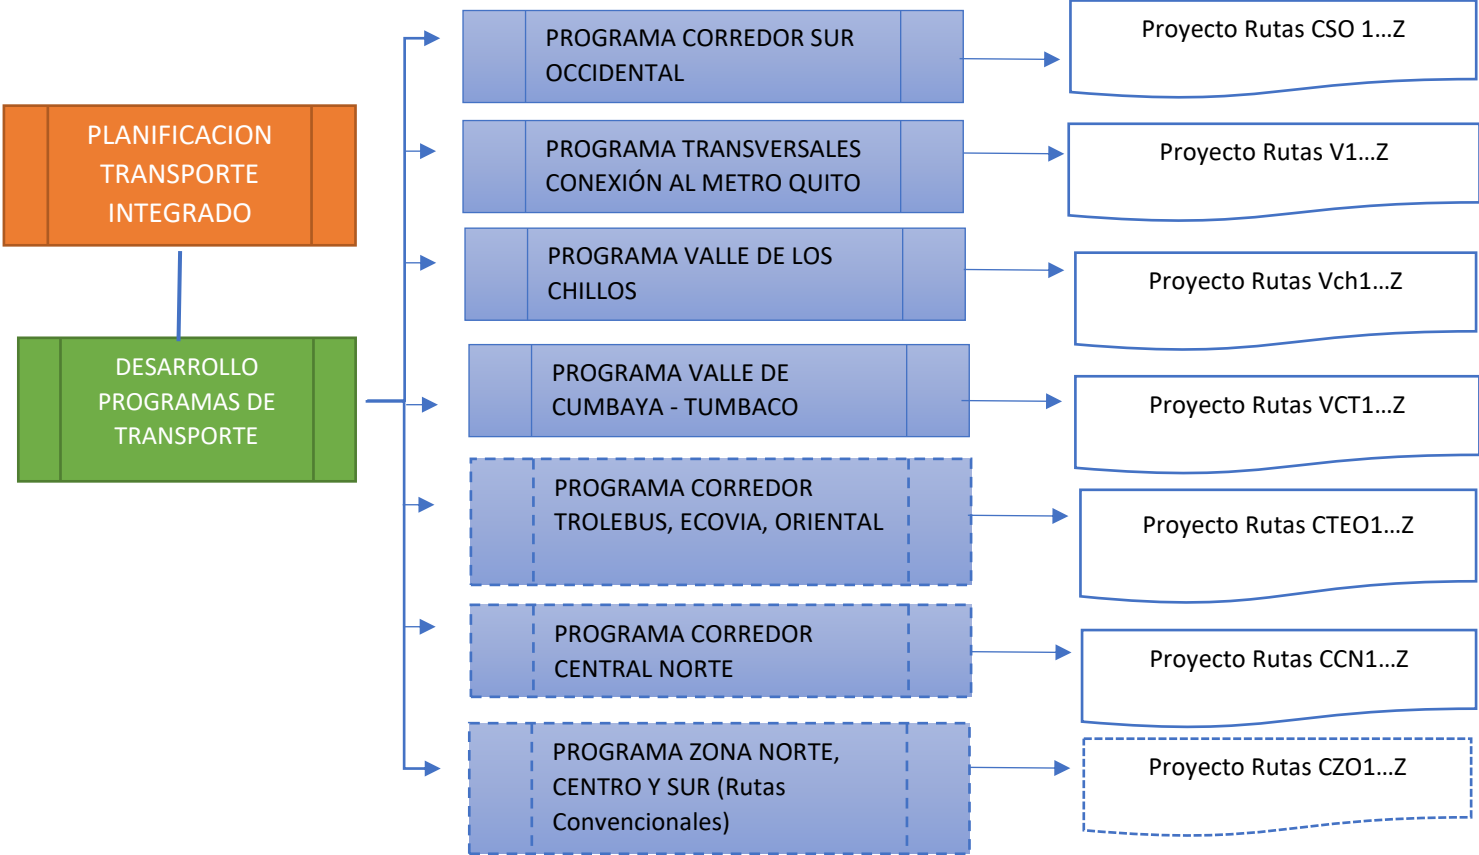 PLANIFICACION
TRANSPORTE
INTEGRADO
DESARROLLO
PROGRAMAS DE
TRANSPORTE
PROGRAMA CORREDOR SUR
OCCIDENTAL
Proyecto Rutas CSO 1...Z
PROGRAMA TRANSVERSALES
CONEXIÓN AL METRO QUITO
Proyecto Rutas V1...Z
PROGRAMA VALLE DE LOS
CHILLOS
Proyecto Rutas Vch1...Z
PROGRAMA VALLE DE
CUMBAYA - TUMBACO
Proyecto Rutas VCT1...Z
PROGRAMA CORREDOR
TROLEBUS, ECOVIA, ORIENTAL
Proyecto Rutas CTEO1...Z
PROGRAMA CORREDOR
CENTRAL NORTE
Proyecto Rutas CCN1...Z
PROGRAMA ZONA NORTE,
CENTRO Y SUR (Rutas
Convencionales)
Proyecto Rutas CZO1...Z